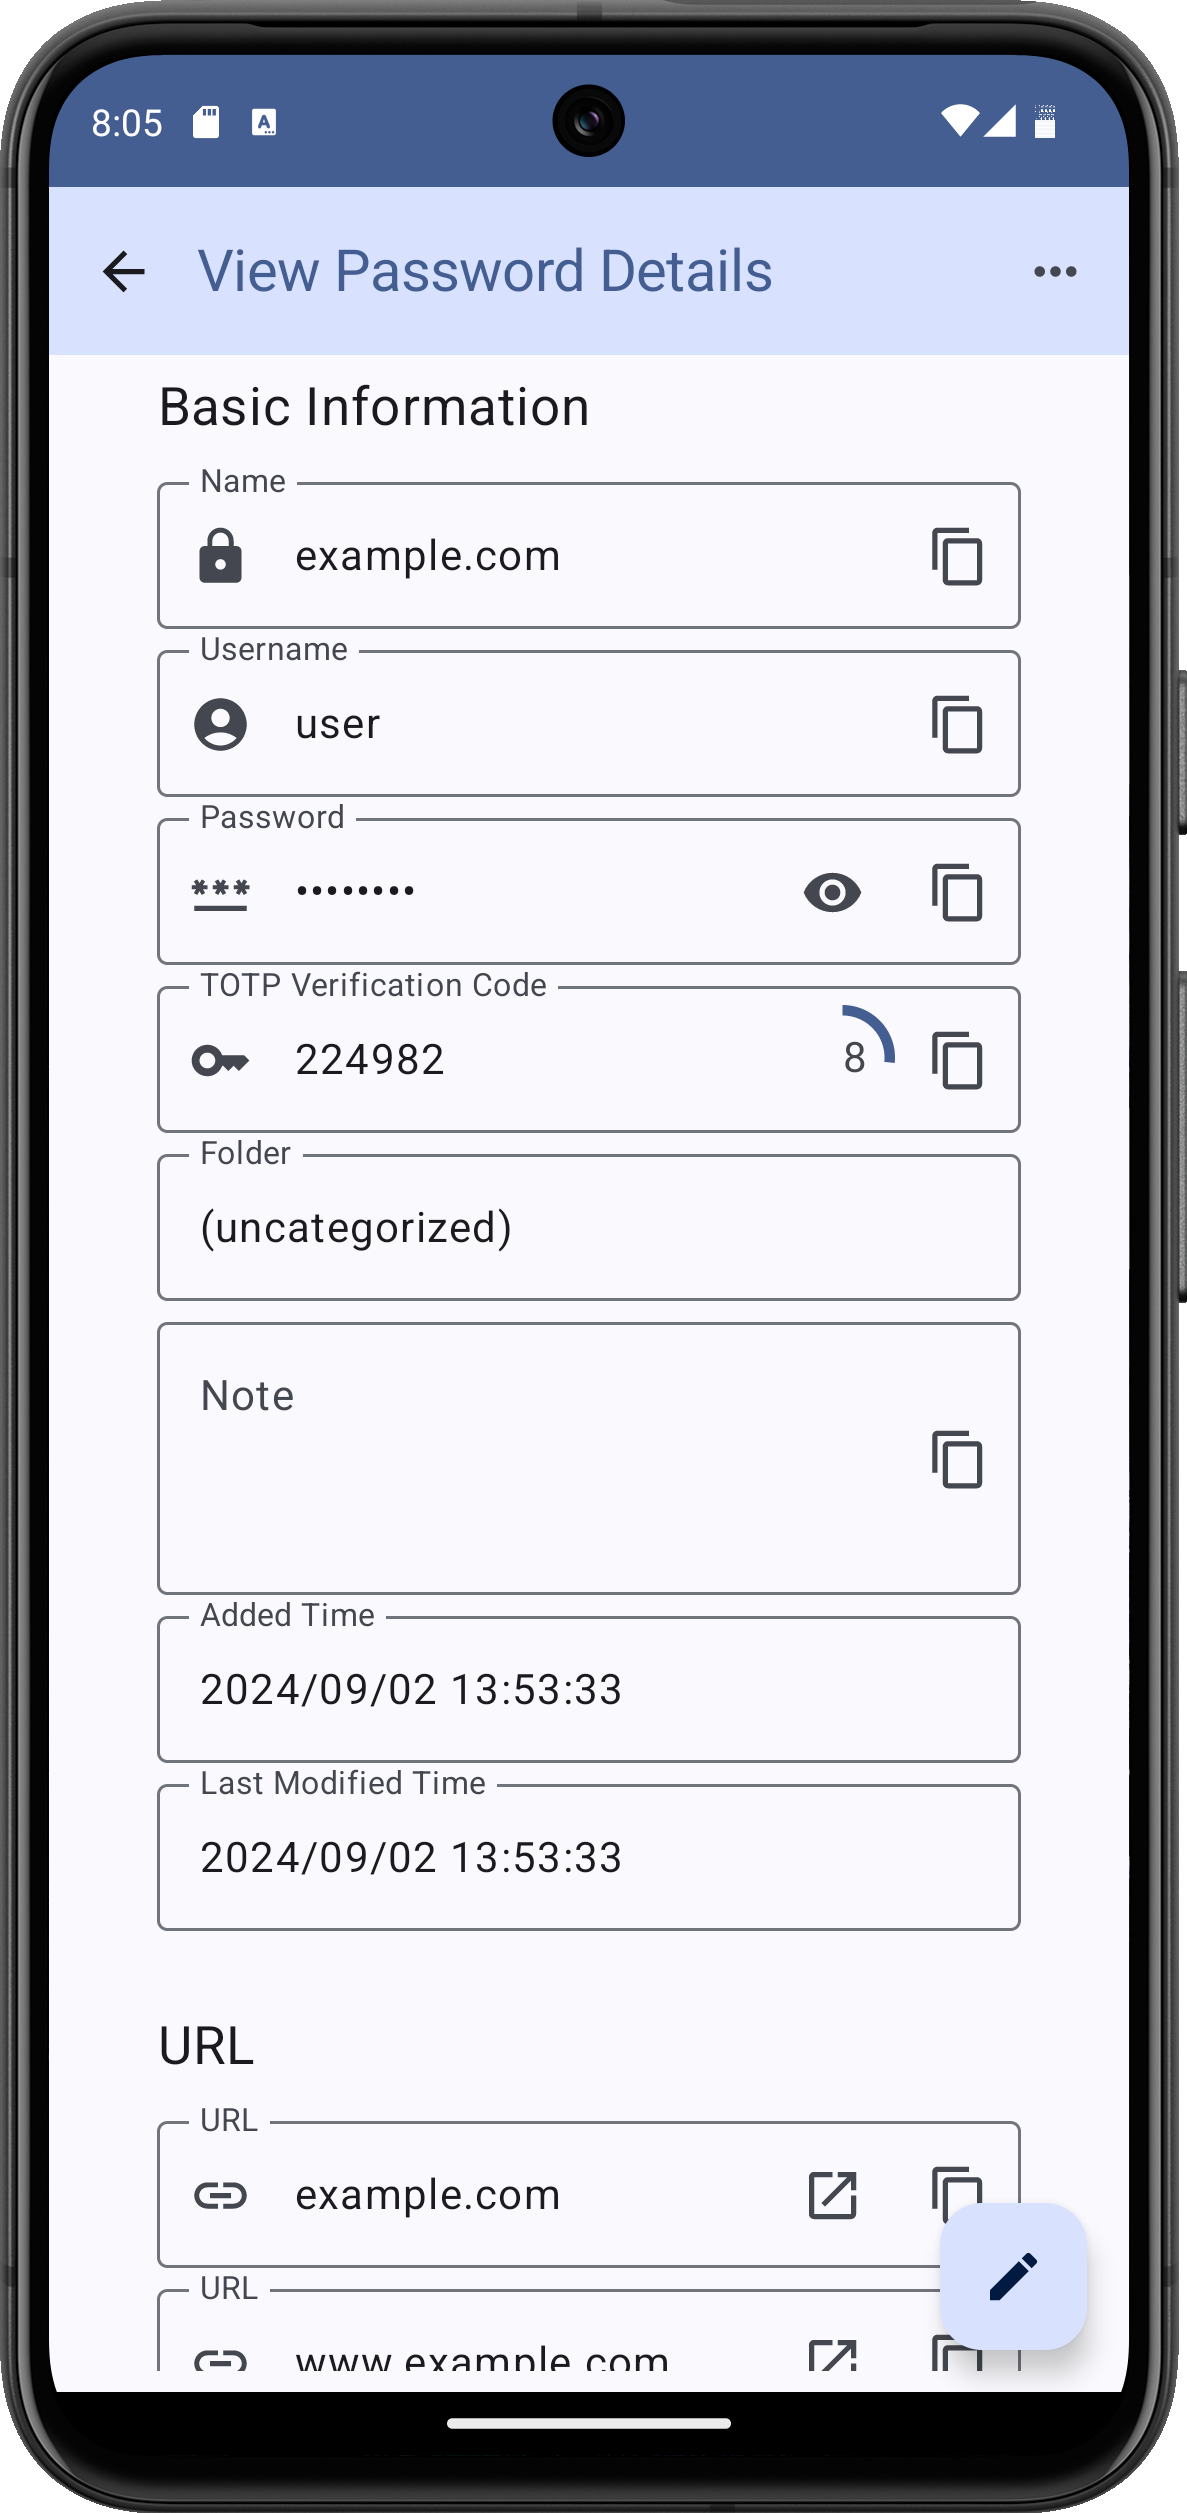 8:05
View Password Details
Basic Information
Name
example.com
Username
user
Password
••••••••
TOTP Verification Code
224982
8
Folder
(uncategorized)
Note
Added Time
2024/09/02 13:53:33
Last Modified Time
2024/09/02 13:53:33
URL
URL
example.com
URL
www.example.com